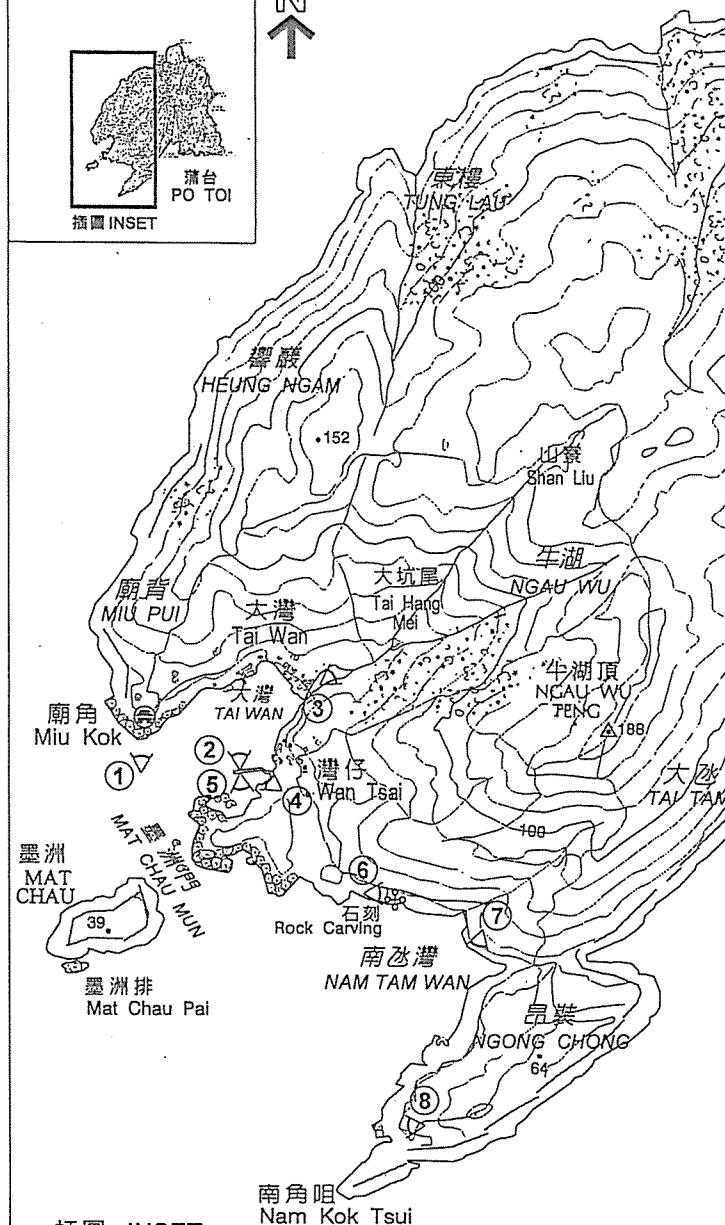 N
蒲台
PO TOI
插圖 INSET
東樓
TUNG LAU
100
響巖
HEUNG NGAM
152
山寮
Shan Liu
牛湖
NGAU WU
大坑尾
Tai Hang
Mei
廟背
MIU PUI
大灣
Tai Wan
牛湖頂
NGAU WU
TENG
188
廟角
Miu Kok
大灣
TAI WAN
3
1
2
5
灣仔
Wan Tsai
4
大氹
TAI TAM
100
墨洲
MAT
CHAU
墨洲門
MAT CHAU MUN
39
6
石刻
Rock Carving
7
南氹灣
NAM TAM WAN
墨洲排
Mat Chau Pai
昂裝
NGONG CHONG
64
8
南角咀
Nam Kok Tsui
插圖 INSET